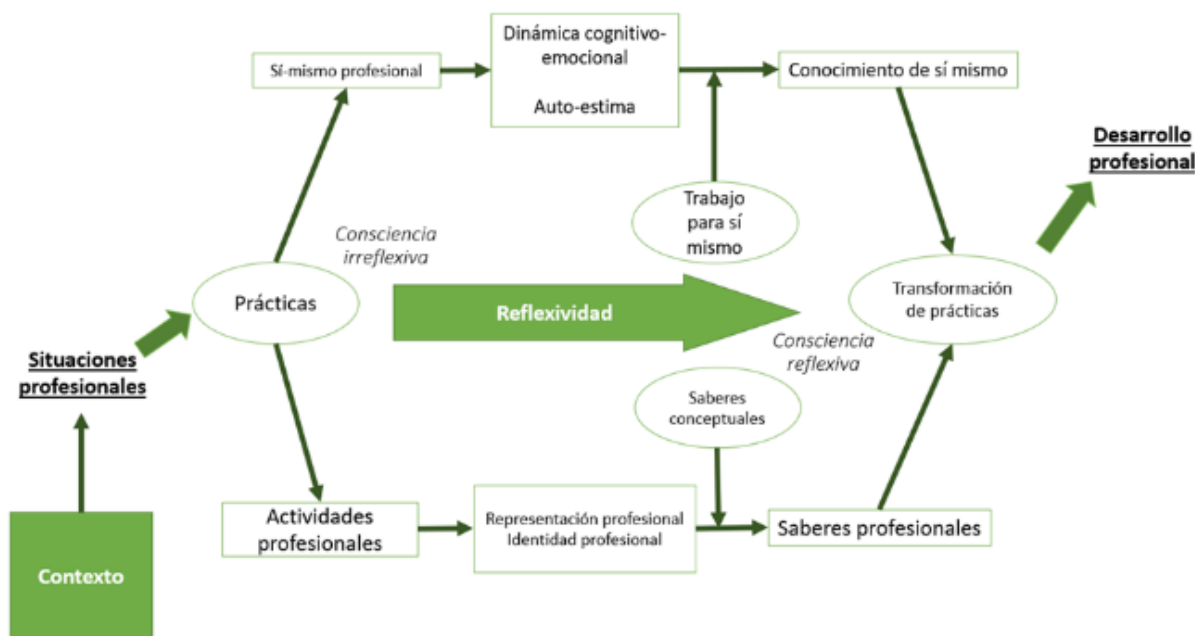 Dinámica cognitivo-
emocional
Auto-estima
Sí-mismo profesional
Conocimiento de sí mismo
Desarrollo
profesional
Trabajo
para sí
mismo
Consciencia
irreflexiva
Prácticas
Reflexividad
Transformación
de prácticas
Consciencia
reflexiva
Situaciones
profesionales
Saberes
conceptuales
Actividades
profesionales
Representación profesional
Identidad profesional
Saberes profesionales
Contexto